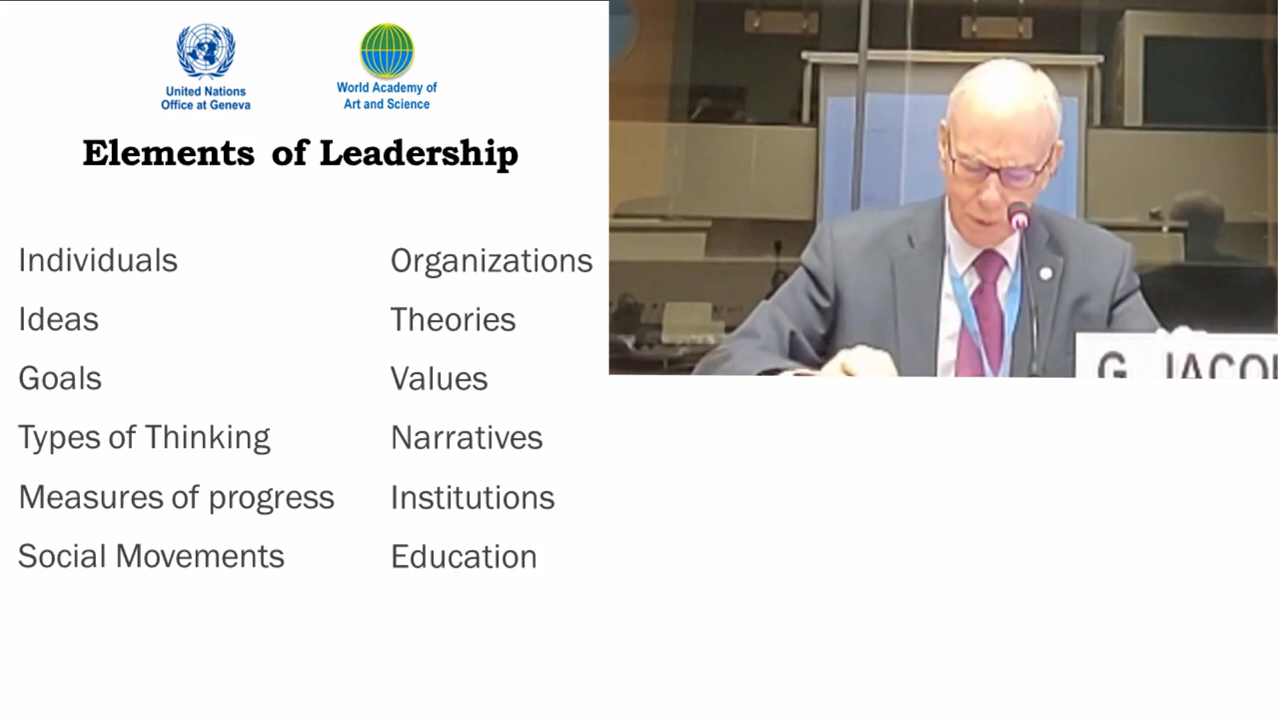 United Nations
Office at Geneva
World Academy of
Art and Science
Elements of Leadership
Individuals
Organizations
Ideas
Theories
Goals
Values
Types of Thinking
Narratives
Measures of progress
Institutions
Social Movements
Education
G. JACO